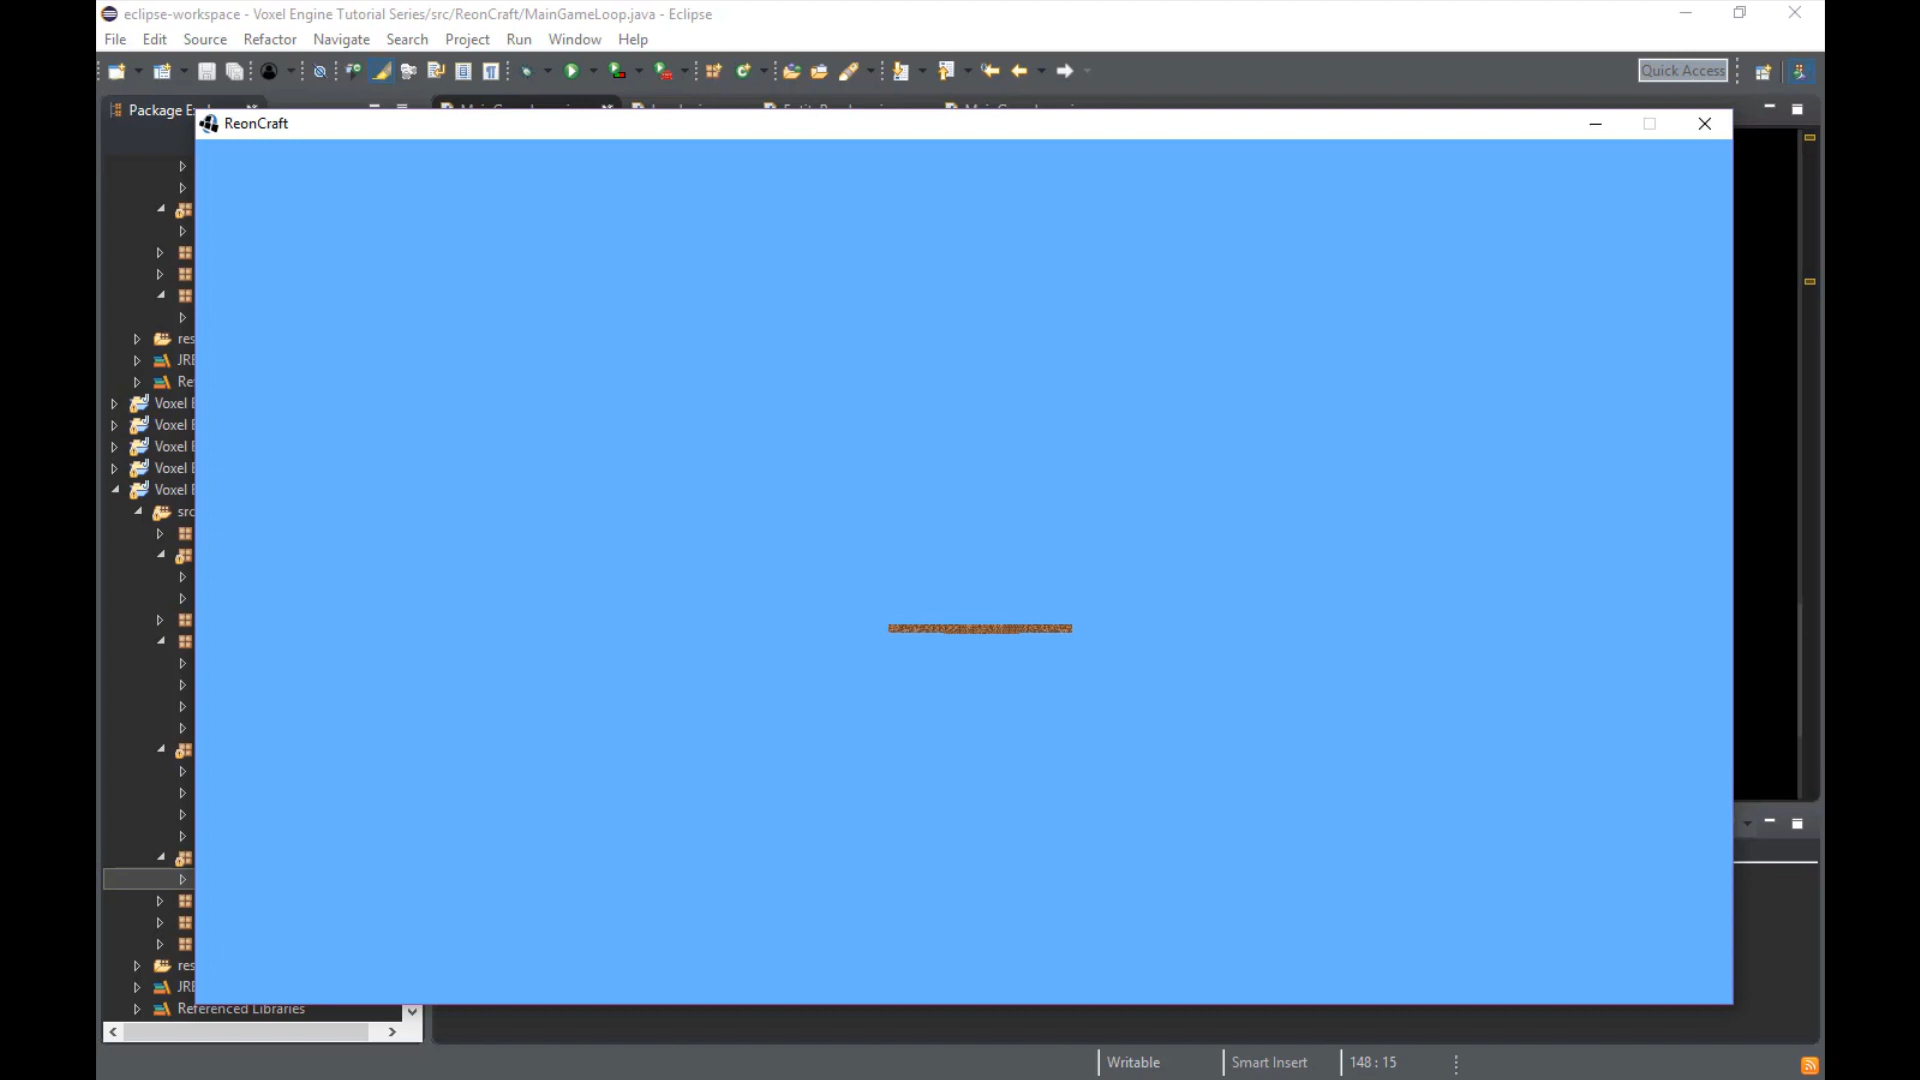 eclipse-workspace - Voxel Engine Tutorial Series/src/ReonCraft/MainGameLoop.java - Eclipse
File Edit Source Refactor Navigate Search Project Run Window Help
Quick Access
Package Ex
ReonCraft
res
JRE
Re
Voxel E
Voxel E
Voxel E
Voxel E
Voxel E
src
res
JRE
Referenced Libraries
Writable Smart Insert 148 : 15